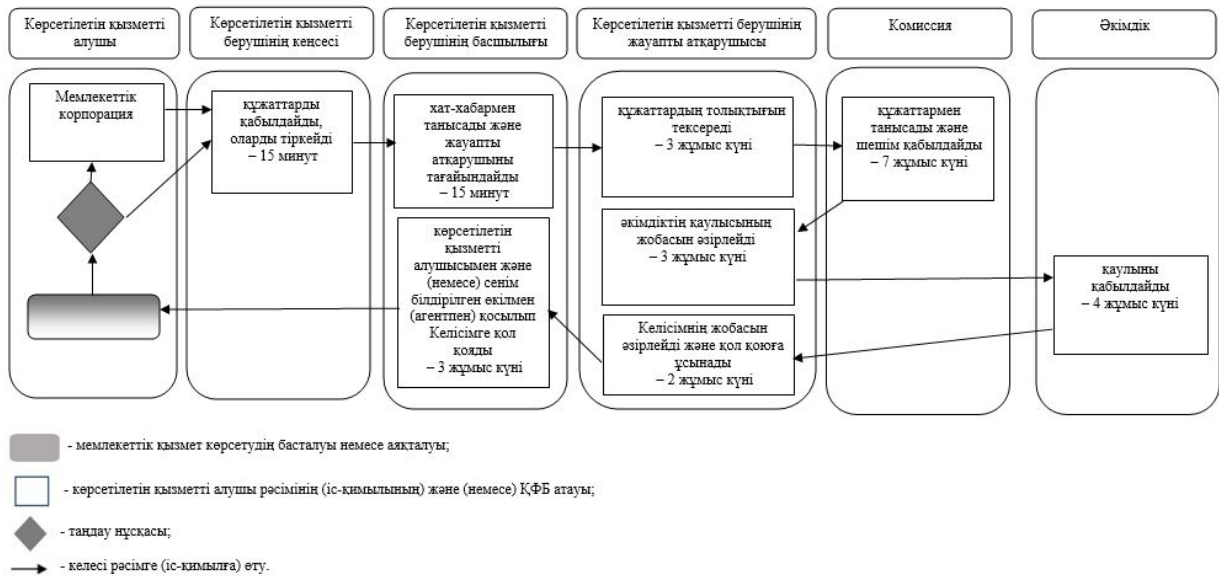 Көрсетілетін қызметті
алушы
Көрсетілетін қызметті
берушінің кеңсесі
Көрсетілетін қызметті
берушінің басшылығы
Көрсетілетін қызметті берушінің
жауапты атқарушысы
Комиссия
Әкімдік
Мемлекеттік
корпорация
құжаттарды
қабылдайды,
оларды тіркейді
– 15 минут
хат-хабармен
танысады және
жауапты
атқарушыны
тағайындайды
– 15 минут
құжаттардың толықтығын
тексереді
– 3 жұмыс күні
құжаттармен
танысады және
шешім қабылдайды
– 7 жұмыс күні
әкімдіктің қаулысының
жобасын әзірлейді
– 3 жұмыс күні
қаулыны
қабылдайды
– 4 жұмыс күні
Келісімнің жобасын
әзірлейді және қол қоюға
ұсынады
– 2 жұмыс күні
көрсетілетін
қызметті
алушысымен және
(немесе) сенім
білдірілген өкілмен
(агентпен) қосылып
Келісімге қол
қояды
– 3 жұмыс күні
- мемлекеттік қызмет көрсетудің басталуы немесе аяқталуы;
- көрсетілетін қызметті алушы рәсімінің (іс-қимылының) және (немесе) ҚФБ атауы;
- таңдау нұсқасы;
- келесі рәсімге (іс-қимылға) өту.